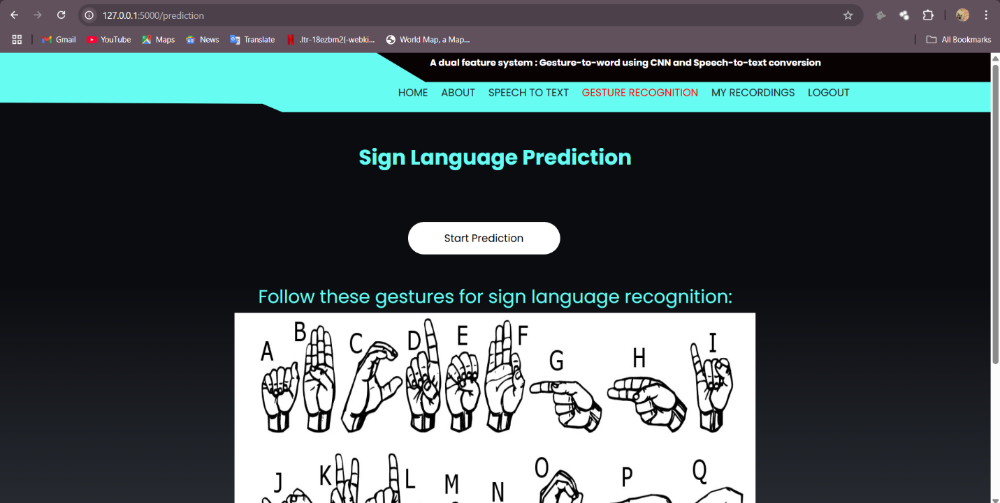 127.0.0.1:5000/prediction
Gmail YouTube Maps News Translate .ltr-18ezbm2{-webki... World Map, a Map... All Bookmarks
A dual feature system : Gesture-to-word using CNN and Speech-to-text conversion
HOME ABOUT SPEECH TO TEXT GESTURE RECOGNITION MY RECORDINGS LOGOUT
Sign Language Prediction
Start Prediction
Follow these gestures for sign language recognition:
A B C D E F G H I
J K L M N O P Q